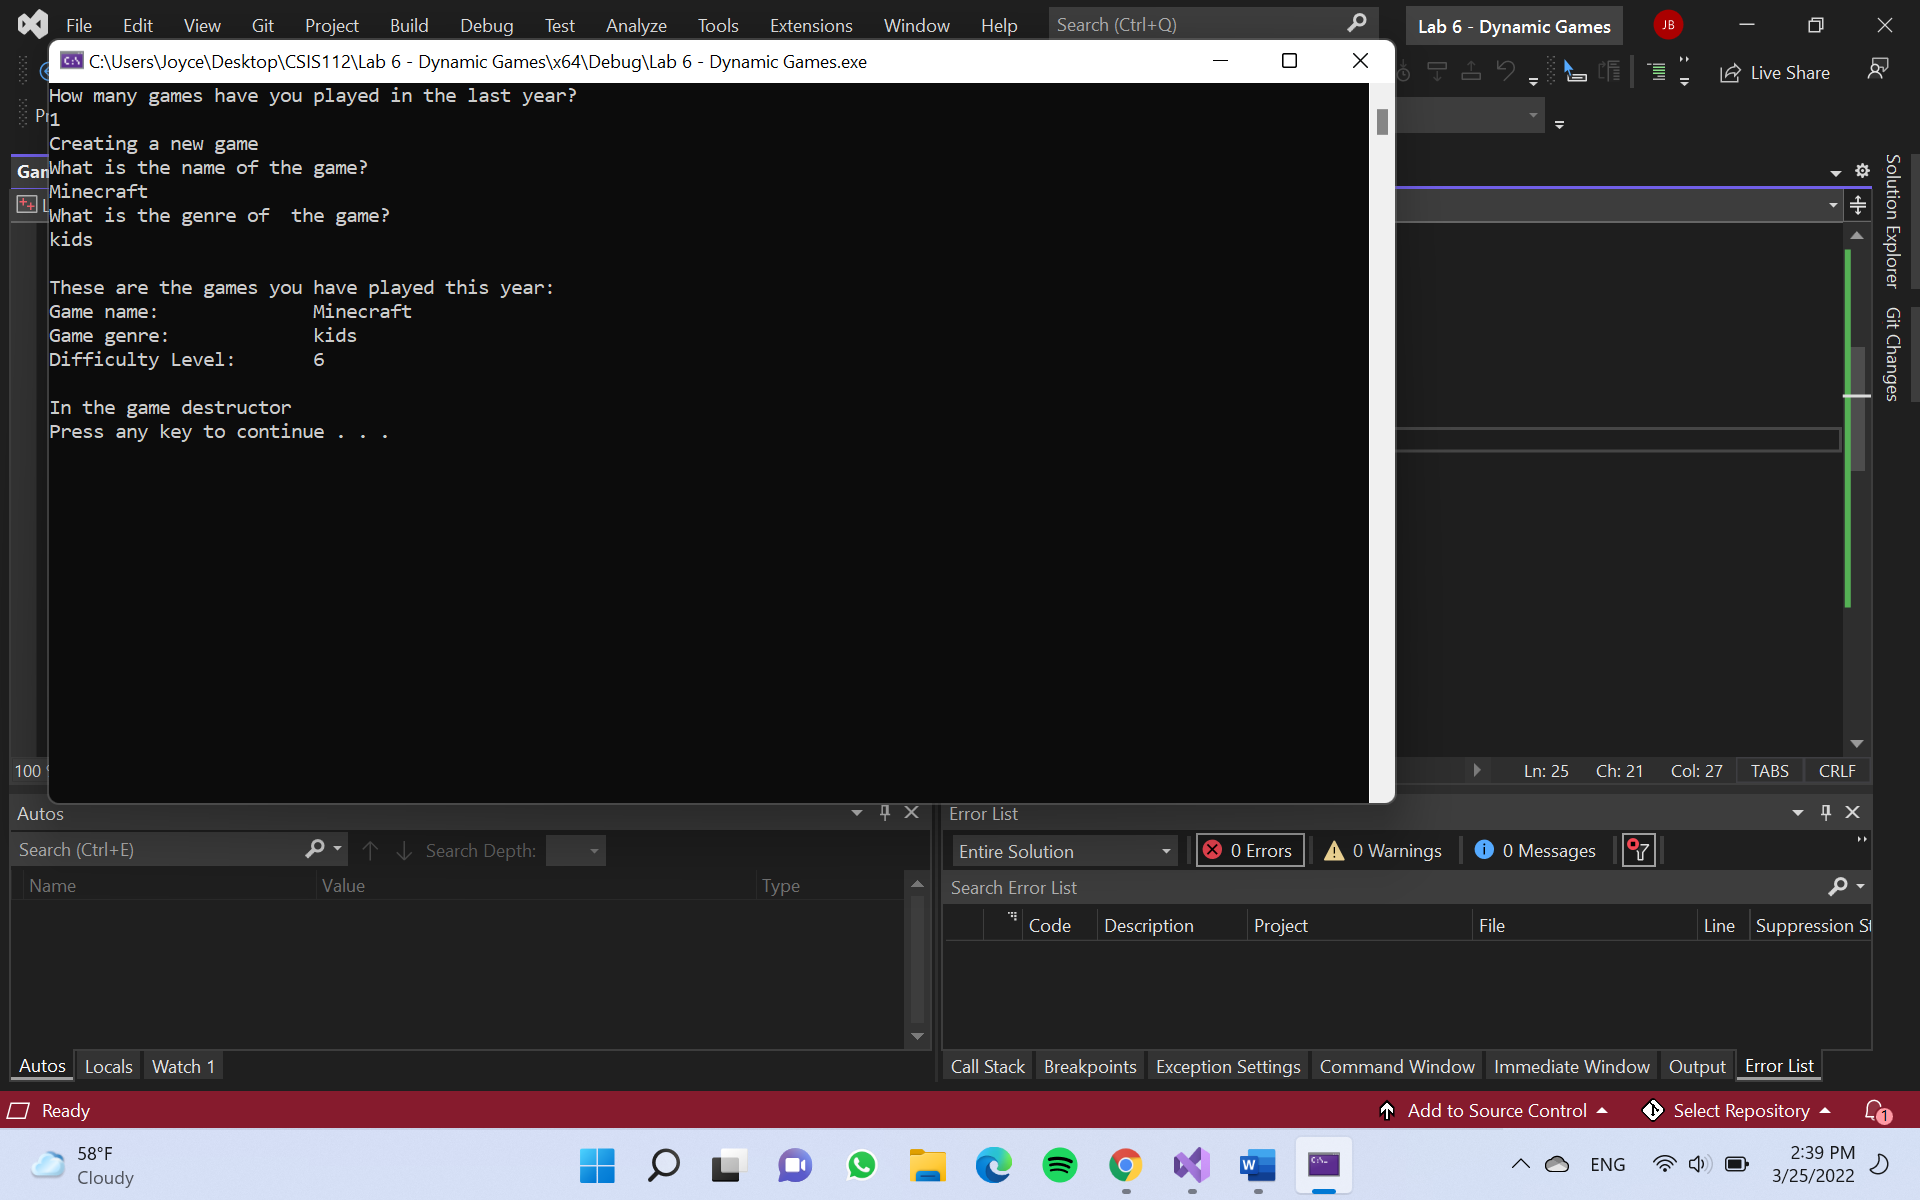 File Edit View Git Project Build Debug Test Analyze Tools Extensions Window Help Search (Ctrl+Q) Lab 6 - Dynamic Games JB
C:\Users\Joyce\Desktop\CSIS112\Lab 6 - Dynamic Games\x64\Debug\Lab 6 - Dynamic Games.exe
Live Share
How many games have you played in the last year?
1
Creating a new game
What is the name of the game?
Minecraft
What is the genre of  the game?
kids
These are the games you have played this year:
Game name: Minecraft
Game genre: kids
Difficulty Level: 6
In the game destructor
Press any key to continue . . .
Solution Explorer
Git Changes
100
Ln: 25 Ch: 21 Col: 27 TABS CRLF
Autos
Search (Ctrl+E) Search Depth:
Name Value Type
Autos Locals Watch 1
Error List
Entire Solution 0 Errors 0 Warnings 0 Messages
Search Error List
Code Description Project File Line Suppression St
Call Stack Breakpoints Exception Settings Command Window Immediate Window Output Error List
Ready Add to Source Control Select Repository 1
58°F
Cloudy
ENG
2:39 PM
3/25/2022